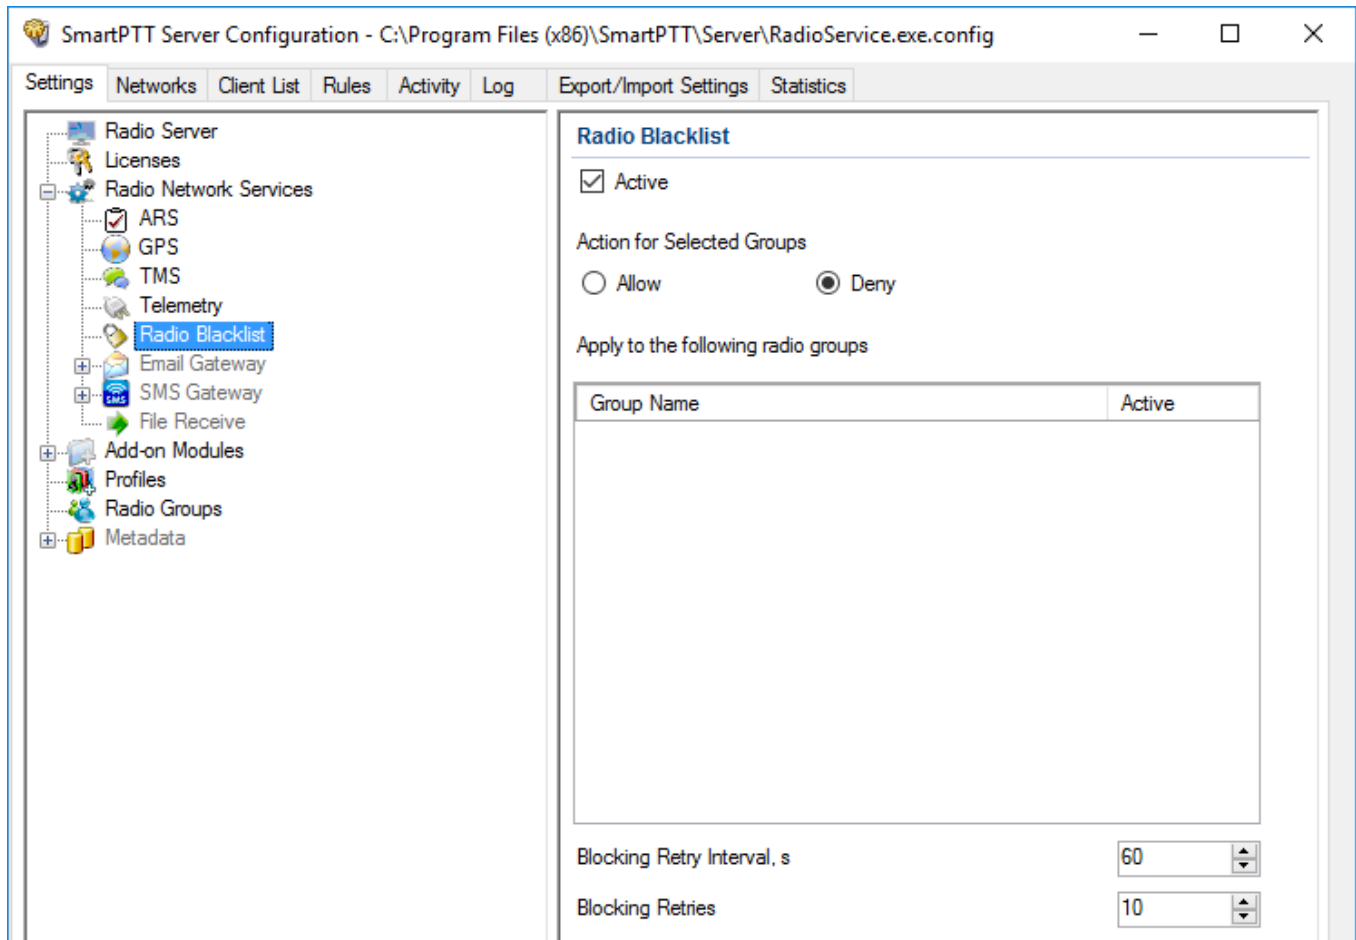 SmartPTT Server Configuration - C:\Program Files (x86)\SmartPTT\Server\RadioService.exe.config
Settings Networks Client List Rules Activity Log Export/Import Settings Statistics
Radio Server
Licenses
Radio Network Services
ARS
GPS
TMS
Telemetry
Radio Blacklist
Email Gateway
SMS Gateway
File Receive
Add-on Modules
Profiles
Radio Groups
Metadata
Radio Blacklist
Active
Action for Selected Groups
Allow Deny
Apply to the following radio groups
Group Name Active
Blocking Retry Interval, s 60
Blocking Retries 10